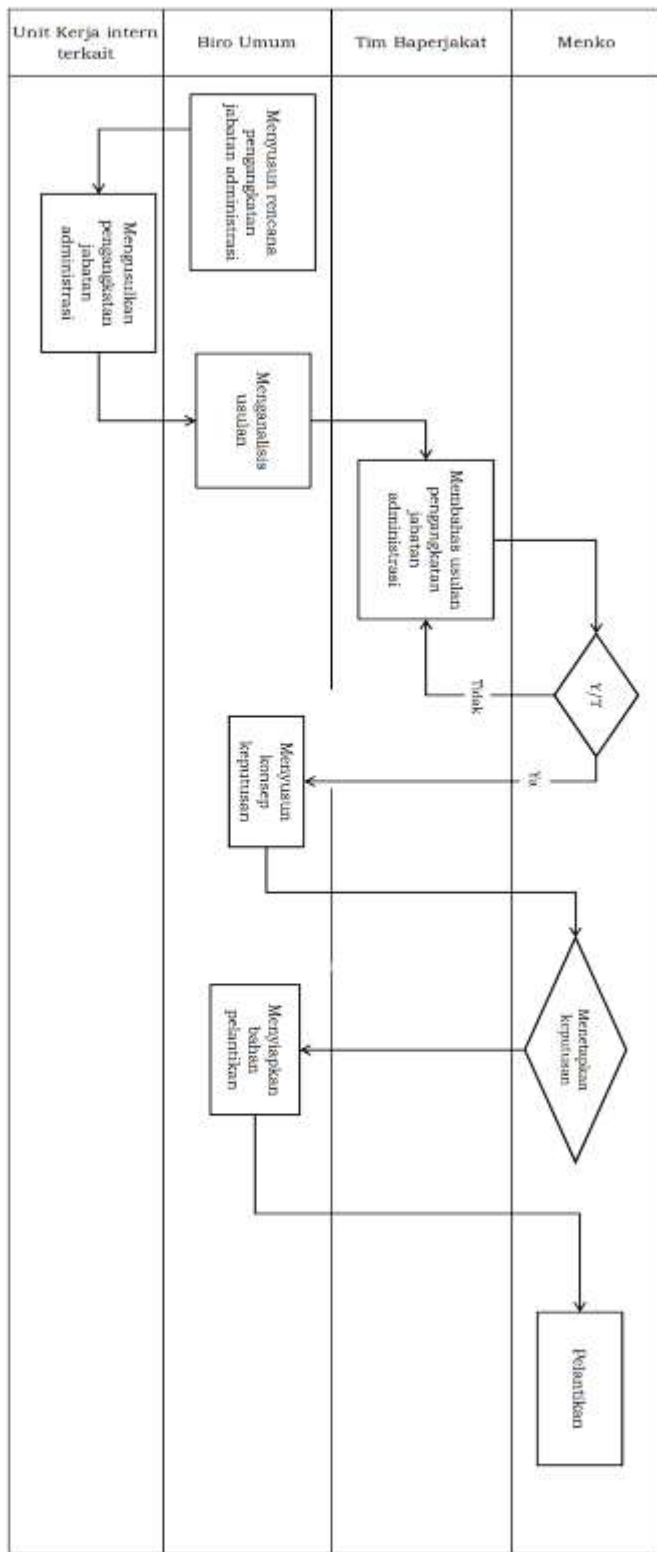 Unit Kerja intern
terkait
Biro Umum
Tim Baperjakat
Menko
Menyusun rencana
pengangkatan
jabatan administrasi
Mengusulkan
pengangkatan
jabatan
administrasi
Menganalisis
usulan
Membahas usulan
pengangkatan
jabatan
administrasi
Y/T
Tidak
Ya
Menyusun
konsep
keputusan
Menetapkan
keputusan
Menyiapkan
bahan
pelantikan
Pelantikan